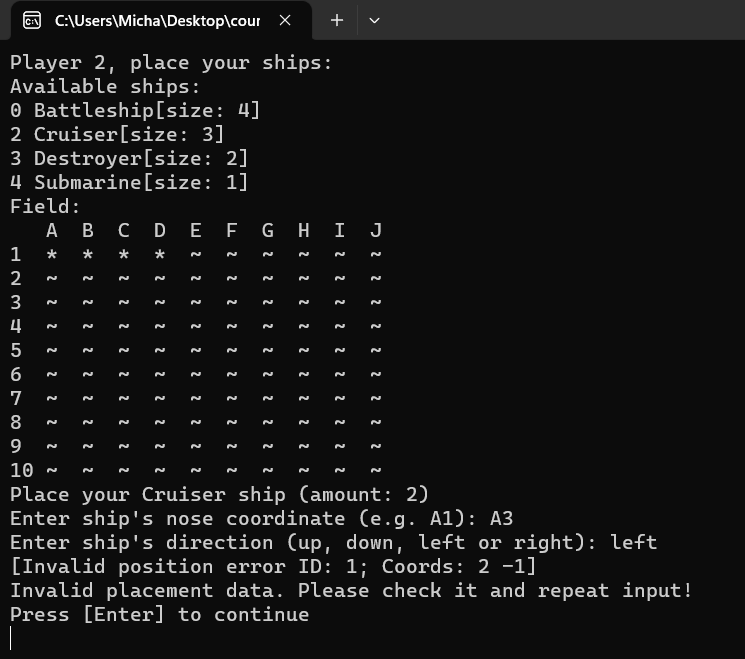 C:\Users\Micha\Desktop\cour
Player 2, place your ships:
Available ships:
0 Battleship[size: 4]
2 Cruiser[size: 3]
3 Destroyer[size: 2]
4 Submarine[size: 1]
Field:
   A  B  C  D  E  F  G  H  I  J
1  *  *  *  *  ~  ~  ~  ~  ~  ~
2  ~  ~  ~  ~  ~  ~  ~  ~  ~  ~
3  ~  ~  ~  ~  ~  ~  ~  ~  ~  ~
4  ~  ~  ~  ~  ~  ~  ~  ~  ~  ~
5  ~  ~  ~  ~  ~  ~  ~  ~  ~  ~
6  ~  ~  ~  ~  ~  ~  ~  ~  ~  ~
7  ~  ~  ~  ~  ~  ~  ~  ~  ~  ~
8  ~  ~  ~  ~  ~  ~  ~  ~  ~  ~
9  ~  ~  ~  ~  ~  ~  ~  ~  ~  ~
10 ~  ~  ~  ~  ~  ~  ~  ~  ~  ~
Place your Cruiser ship (amount: 2)
Enter ship's nose coordinate (e.g. A1): A3
Enter ship's direction (up, down, left or right): left
[Invalid position error ID: 1; Coords: 2 -1]
Invalid placement data. Please check it and repeat input!
Press [Enter] to continue